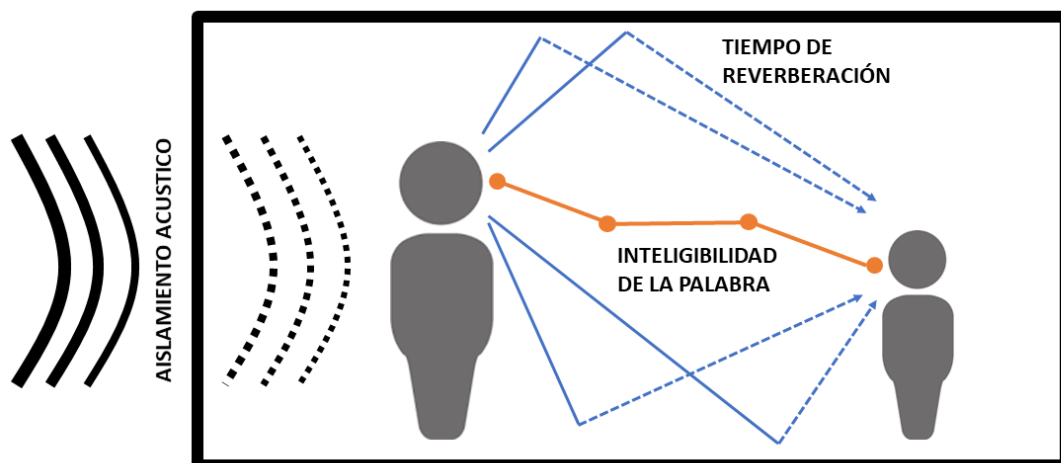 AISLAMIENTO ACUSTICO
TIEMPO DE
REVERBERACIÓN
INTELIGIBILIDAD
DE LA PALABRA